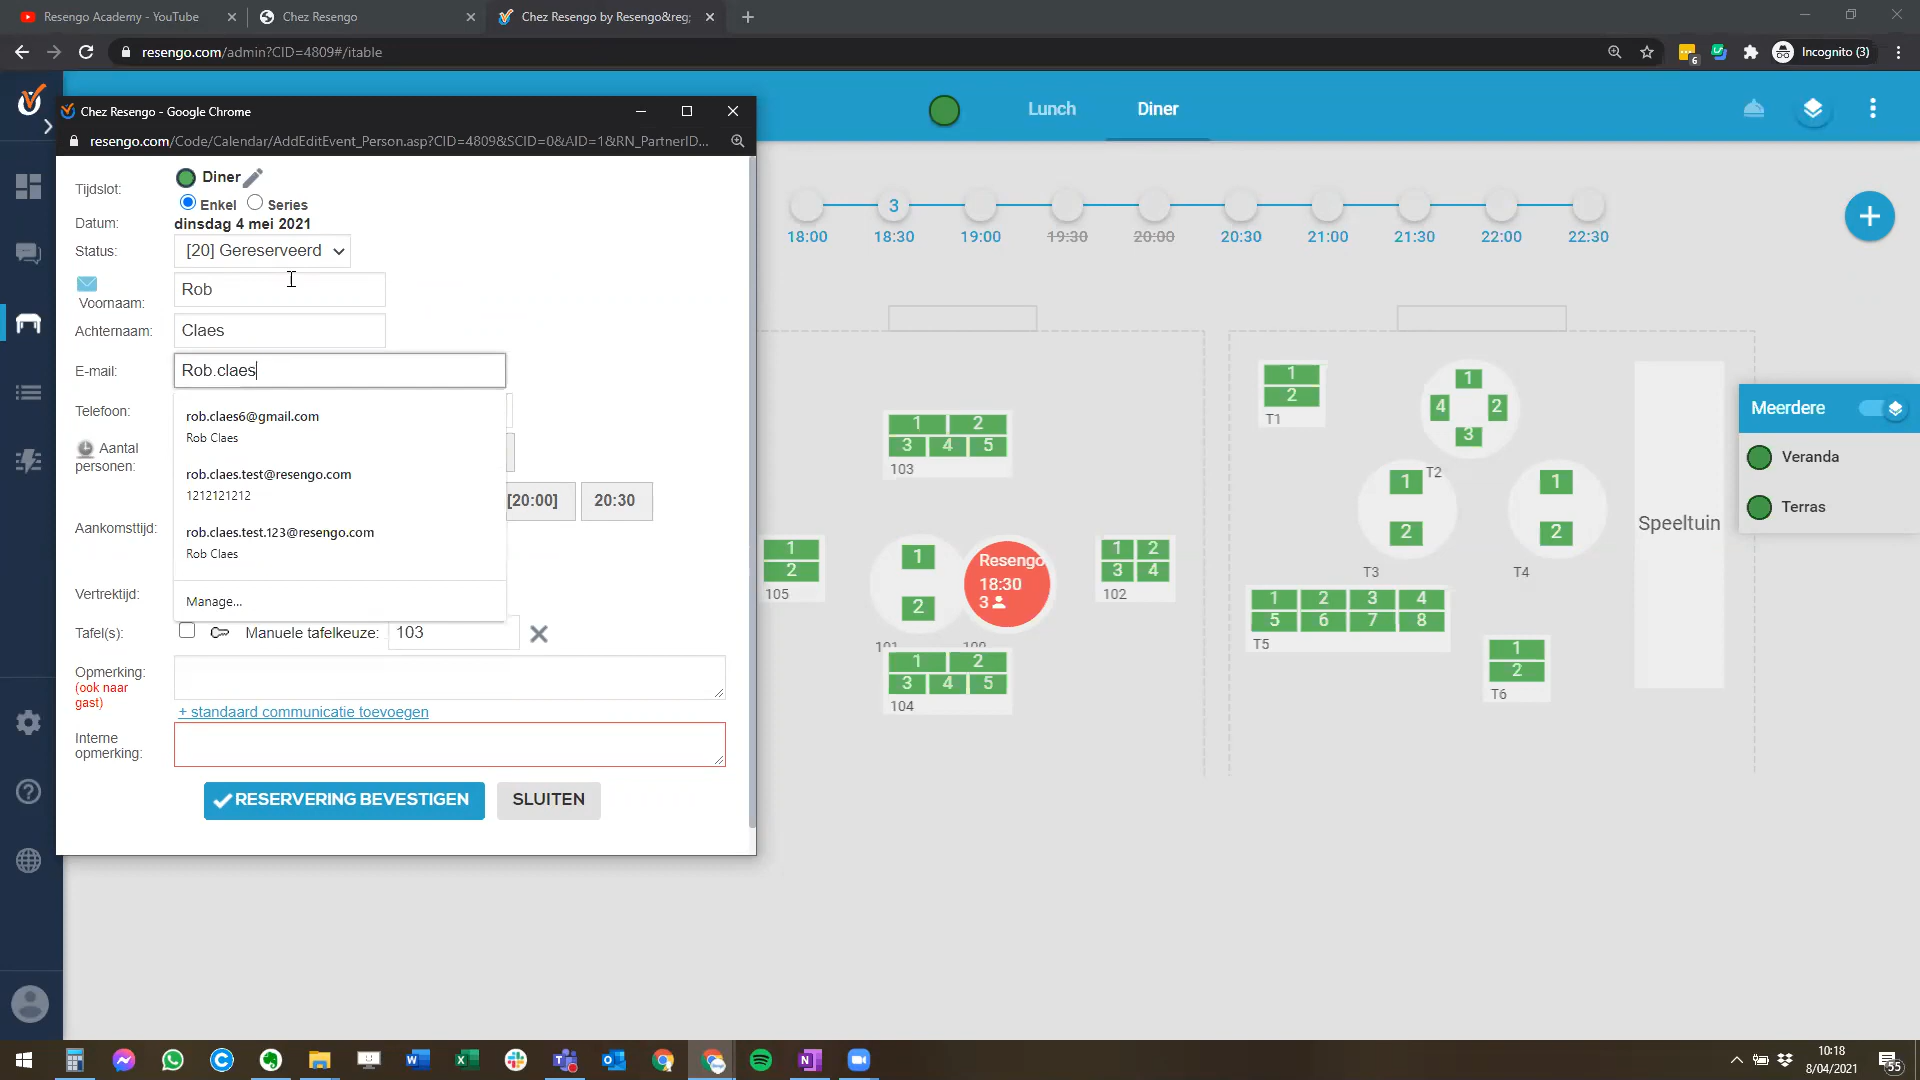 Resengo Academy - YouTube
Chez Resengo
Chez Resengo by Resengo&reg;
resengo.com/admin?CID=4809#/itable
6
Incognito (3)
Chez Resengo - Google Chrome
resengo.com/Code/Calendar/AddEditEvent_Person.asp?CID=4809&SCID=0&AID=1&RN_PartnerID...
Lunch
Diner
Tijdslot:
Diner
Enkel
Series
Datum:
dinsdag 4 mei 2021
Status:
[20] Gereserveerd
Voornaam:
Rob
Achternaam:
Claes
E-mail:
Rob.claes
Telefoon:
rob.claes6@gmail.com
Rob Claes
rob.claes.test@resengo.com
1212121212
rob.claes.test.123@resengo.com
Rob Claes
Manage...
Aantal
personen:
Aankomsttijd:
[20:00]
20:30
Vertrektijd:
Tafel(s):
Manuele tafelkeuze:
103
Opmerking:
(ook naar
gast)
+ standaard communicatie toevoegen
Interne
opmerking:
RESERVERING BEVESTIGEN
SLUITEN
3
18:00
18:30
19:00
19:30
20:00
20:30
21:00
21:30
22:00
22:30
1 2
3 4 5
103
1
2
105
1
2
Resengo
18:30
3
1 2
3 4
102
1 2
3 4 5
104
1
2
T1
1
4 2
3
T2
1
2
T3
1
2
T4
1 2 3 4
5 6 7 8
T5
1
2
T6
Speeltuin
Meerdere
Veranda
Terras
10:18
8/04/2021
55